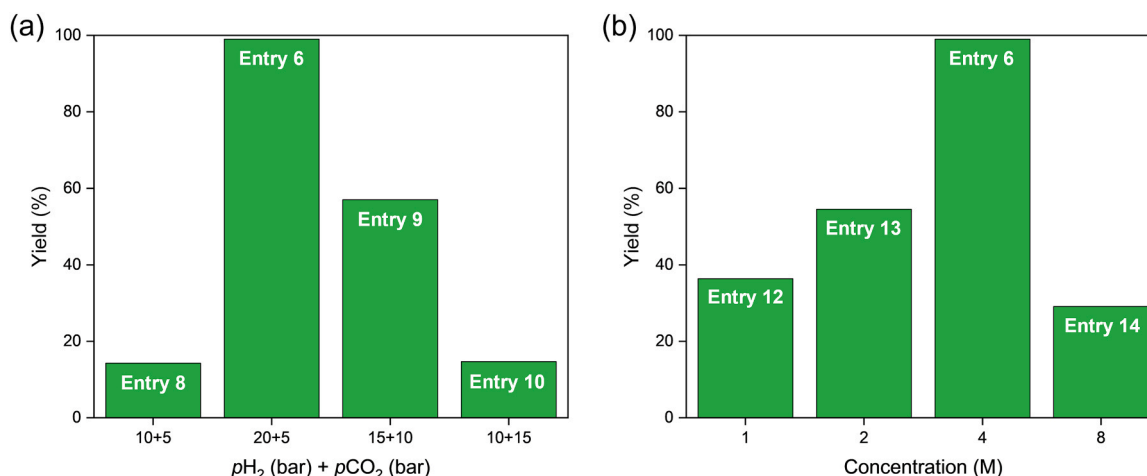 (a)
Yield (%)
100
80
60
40
20
0
Entry 8
Entry 6
Entry 9
Entry 10
10+5
20+5
15+10
10+15
pH₂ (bar) + pCO₂ (bar)
(b)
Yield (%)
100
80
60
40
20
0
Entry 12
Entry 13
Entry 6
Entry 14
1
2
4
8
Concentration (M)